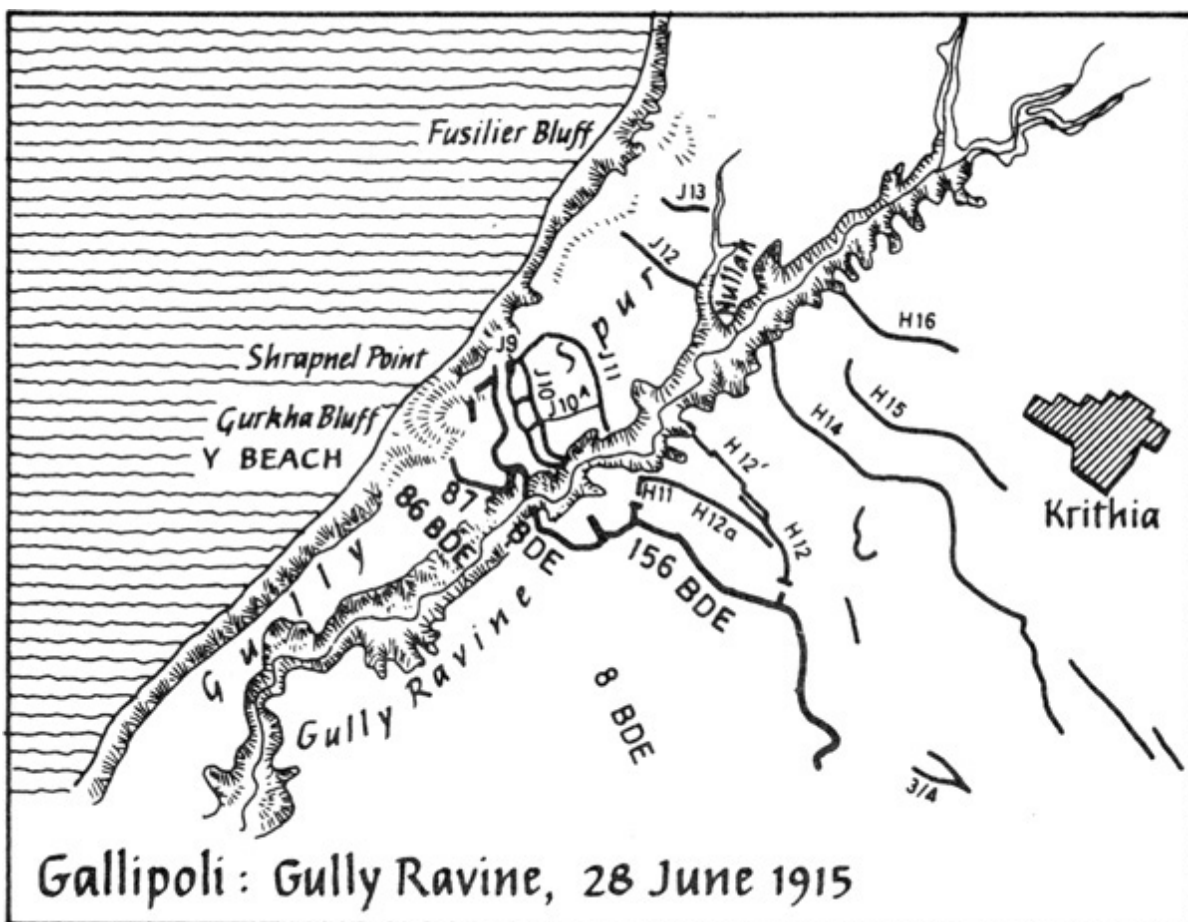 Fusilier Bluff
J13
J12
Nullah
H16
Shrapnel Point
J9
J11
J10
J10A
H15
H14
Gurkha Bluff
Y BEACH
H12'
Krithia
87 BDE
86 BDE
H11
H12a
H12
156 BDE
Gully Spur
Gully Ravine
8 BDE
3/4
Gallipoli: Gully Ravine, 28 June 1915